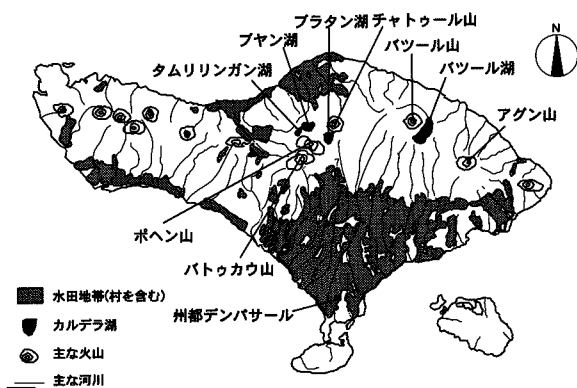 ブラタン湖 チャトゥール山
ブヤン湖
バツール山
バツール湖
N
タムリリンガン湖
アグン山
ポヘン山
バトゥカウ山
州都デンパサール
水田地帯(村を含む)
カルデラ湖
主な火山
主な河川